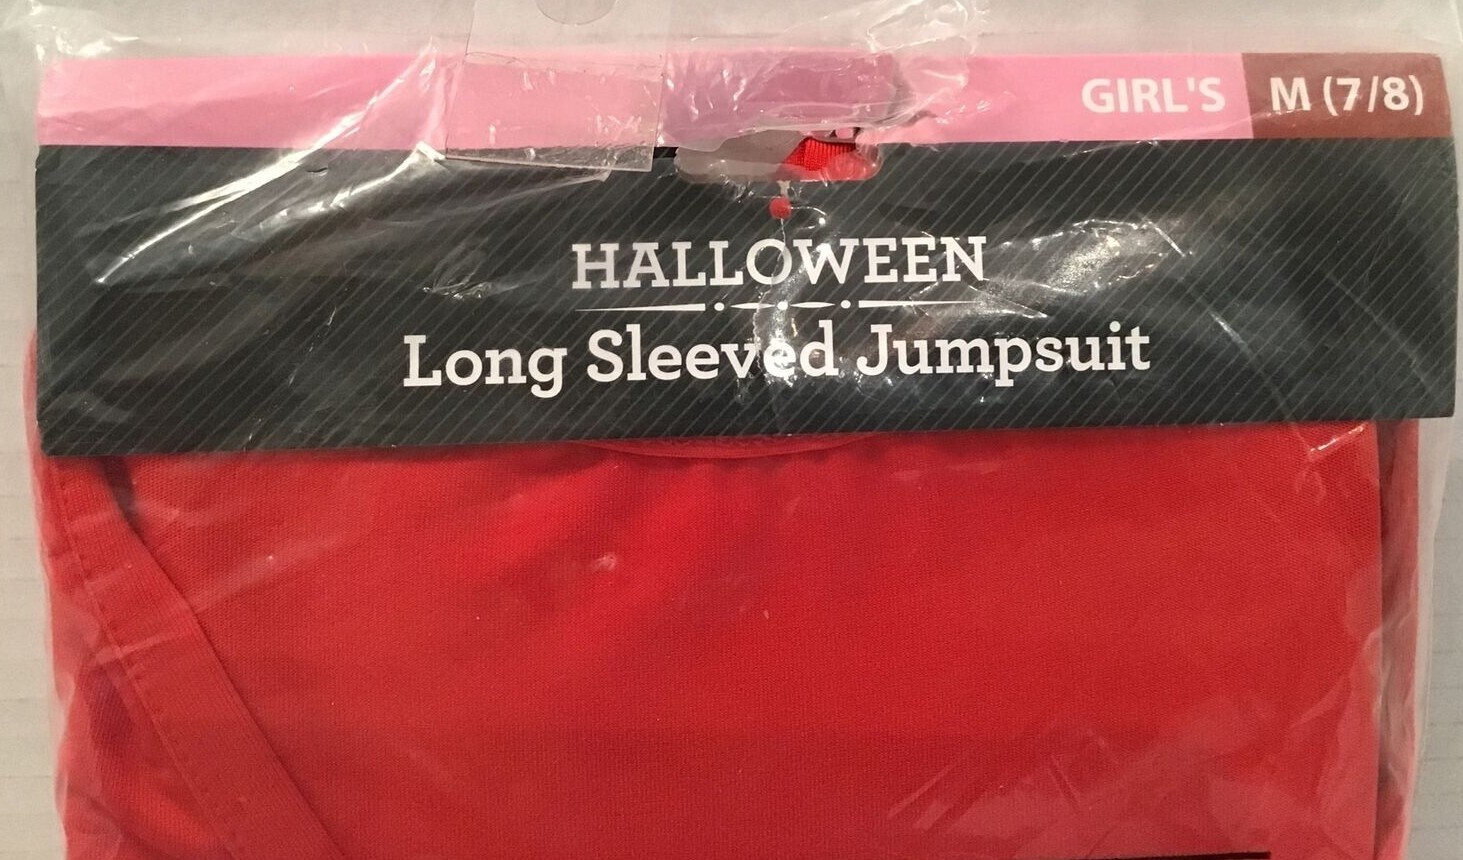 GIRL'S M (7/8)
HALLOWEEN
Long Sleeved Jumpsuit